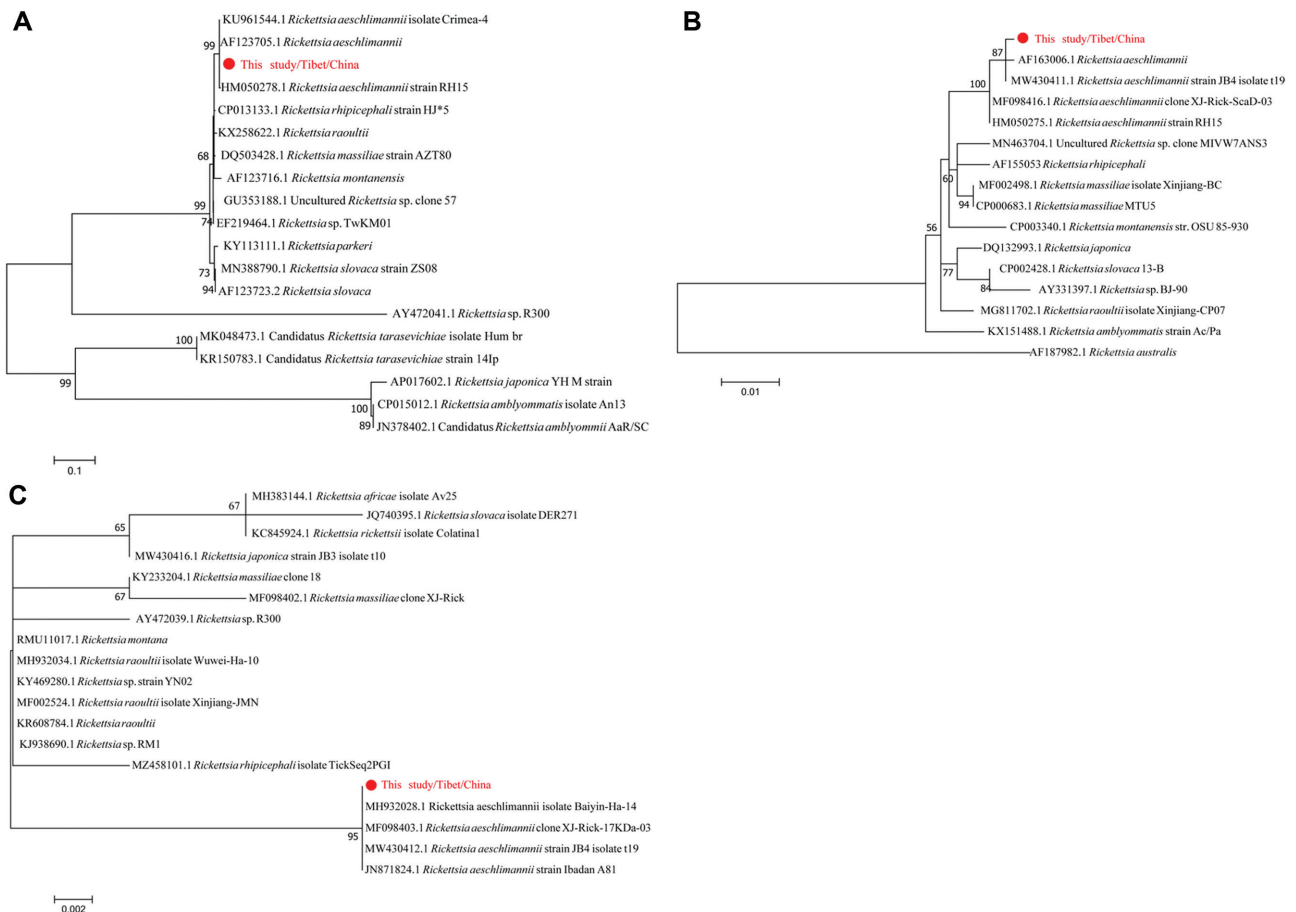 A
KU961544.1 Rickettsia aeschlimannii isolate Crimea-4
99
AF123705.1 Rickettsia aeschlimannii
This study/Tibet/China
HM050278.1 Rickettsia aeschlimannii strain RH15
CP013133.1 Rickettsia rhipicephali strain HJ*5
KX258622.1 Rickettsia raoultii
68
DQ503428.1 Rickettsia massiliae strain AZT80
AF123716.1 Rickettsia montanensis
99
GU353188.1 Uncultured Rickettsia sp. clone 57
74
EF219464.1 Rickettsia sp. TwKM01
KY113111.1 Rickettsia parkeri
73
MN388790.1 Rickettsia slovaca strain ZS08
94
AF123723.2 Rickettsia slovaca
AY472041.1 Rickettsia sp. R300
MK048473.1 Candidatus Rickettsia tarasevichiae isolate Hum br
100
KR150783.1 Candidatus Rickettsia tarasevichiae strain 14Ip
99
AP017602.1 Rickettsia japonica YH M strain
100
CP015012.1 Rickettsia amblyommatis isolate An13
89
JN378402.1 Candidatus Rickettsia amblyommii AaR/SC
0.1
B
This study/Tibet/China
87
AF163006.1 Rickettsia aeschlimannii
MW430411.1 Rickettsia aeschlimannii strain JB4 isolate t19
100
MF098416.1 Rickettsia aeschlimannii clone XJ-Rick-ScaD-03
HM050275.1 Rickettsia aeschlimannii strain RH15
MN463704.1 Uncultured Rickettsia sp. clone MIVW7ANS3
AF155053 Rickettsia rhipicephali
60
MF002498.1 Rickettsia massiliae isolate Xinjiang-BC
94
CP000683.1 Rickettsia massiliae MTU5
CP003340.1 Rickettsia montanensis str. OSU 85-930
56
DQ132993.1 Rickettsia japonica
77
CP002428.1 Rickettsia slovaca 13-B
84
AY331397.1 Rickettsia sp. BJ-90
MG811702.1 Rickettsia raoultii isolate Xinjiang-CP07
KX151488.1 Rickettsia amblyommatis strain Ac/Pa
AF187982.1 Rickettsia australis
0.01
C
MH383144.1 Rickettsia africae isolate Av25
67
JQ740395.1 Rickettsia slovaca isolate DER271
65
KC845924.1 Rickettsia rickettsii isolate Colatina1
MW430416.1 Rickettsia japonica strain JB3 isolate t10
KY233204.1 Rickettsia massiliae clone 18
67
MF098402.1 Rickettsia massiliae clone XJ-Rick
AY472039.1 Rickettsia sp. R300
RMU11017.1 Rickettsia montana
MH932034.1 Rickettsia raoultii isolate Wuwei-Ha-10
KY469280.1 Rickettsia sp. strain YN02
MF002524.1 Rickettsia raoultii isolate Xinjiang-JMN
KR608784.1 Rickettsia raoultii
KJ938690.1 Rickettsia sp. RM1
MZ458101.1 Rickettsia rhipicephali isolate TickSeq2PGI
This study/Tibet/China
MH932028.1 Rickettsia aeschlimannii isolate Baiyin-Ha-14
95
MF098403.1 Rickettsia aeschlimannii clone XJ-Rick-17KDa-03
MW430412.1 Rickettsia aeschlimannii strain JB4 isolate t19
JN871824.1 Rickettsia aeschlimannii strain Ibadan A81
0.002